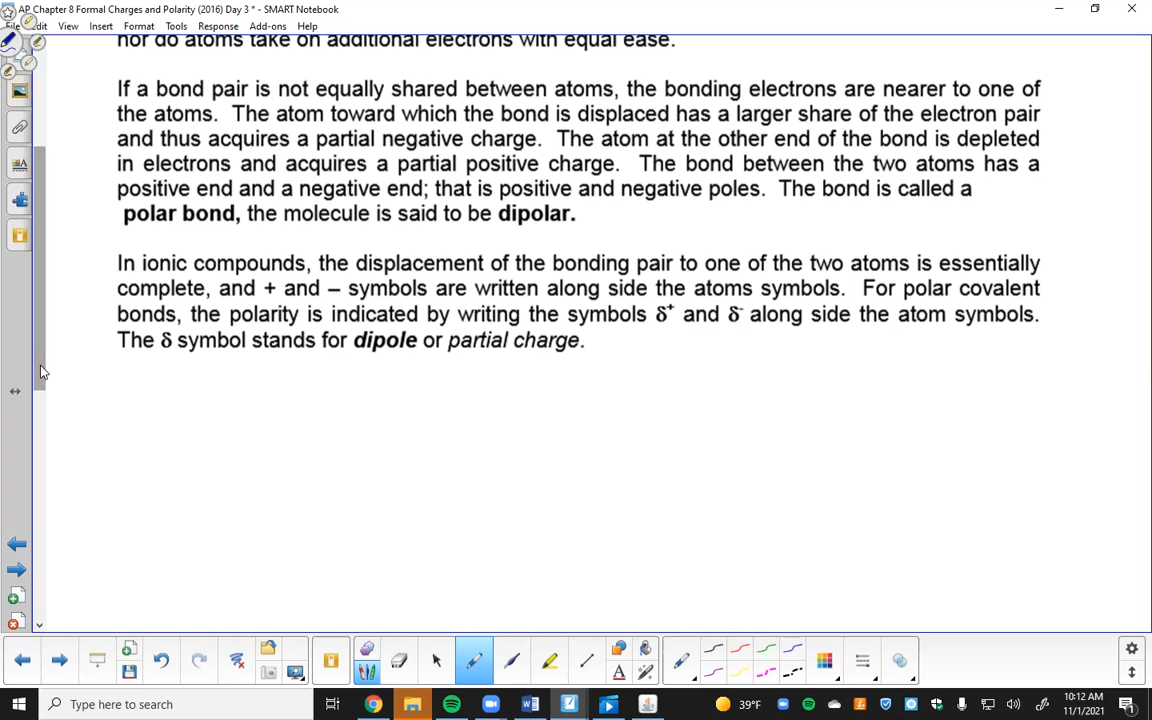 AP Chapter 8 Formal Charges and Polarity (2016) Day 3 * - SMART Notebook
File Edit View Insert Format Tools Response Add-ons Help
nor do atoms take on additional electrons with equal ease.
If a bond pair is not equally shared between atoms, the bonding electrons are nearer to one of
the atoms. The atom toward which the bond is displaced has a larger share of the electron pair
and thus acquires a partial negative charge. The atom at the other end of the bond is depleted
in electrons and acquires a partial positive charge. The bond between the two atoms has a
positive end and a negative end; that is positive and negative poles. The bond is called a
polar bond, the molecule is said to be dipolar.
In ionic compounds, the displacement of the bonding pair to one of the two atoms is essentially
complete, and + and – symbols are written along side the atoms symbols. For polar covalent
bonds, the polarity is indicated by writing the symbols δ⁺ and δ⁻ along side the atom symbols.
The δ symbol stands for dipole or partial charge.
Type here to search
39°F
10:12 AM
11/1/2021